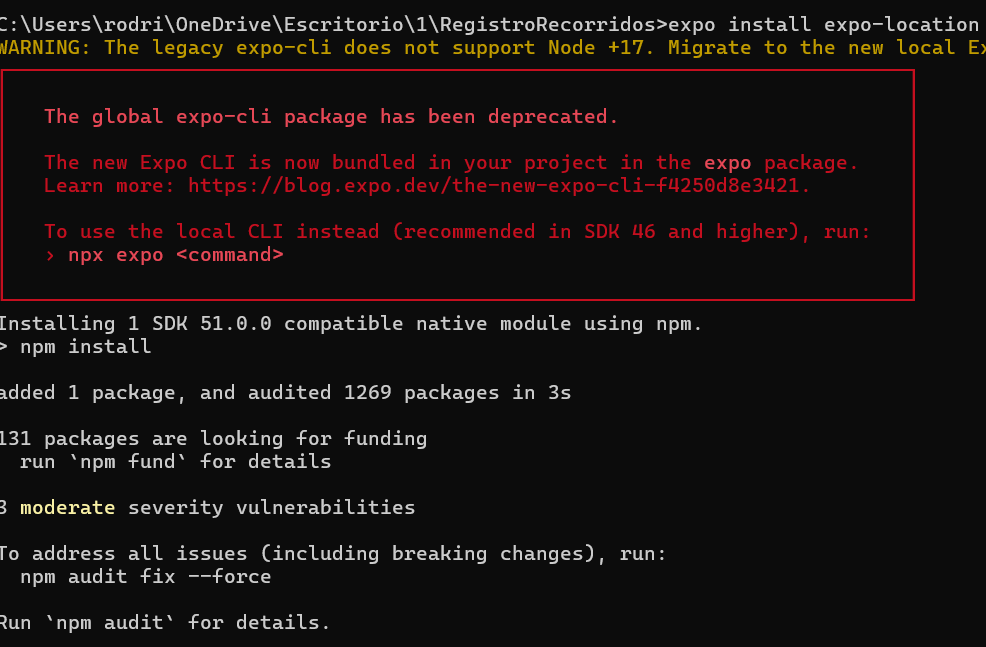 C:\Users\rodri\OneDrive\Escritorio\1\RegistroRecorridos>expo install expo-location
WARNING: The legacy expo-cli does not support Node +17. Migrate to the new local Ex
The global expo-cli package has been deprecated.
The new Expo CLI is now bundled in your project in the expo package.
Learn more: https://blog.expo.dev/the-new-expo-cli-f4250d8e3421.
To use the local CLI instead (recommended in SDK 46 and higher), run:
› npx expo <command>
Installing 1 SDK 51.0.0 compatible native module using npm.
> npm install
added 1 package, and audited 1269 packages in 3s
131 packages are looking for funding
run `npm fund` for details
3 moderate severity vulnerabilities
To address all issues (including breaking changes), run:
npm audit fix --force
Run `npm audit` for details.